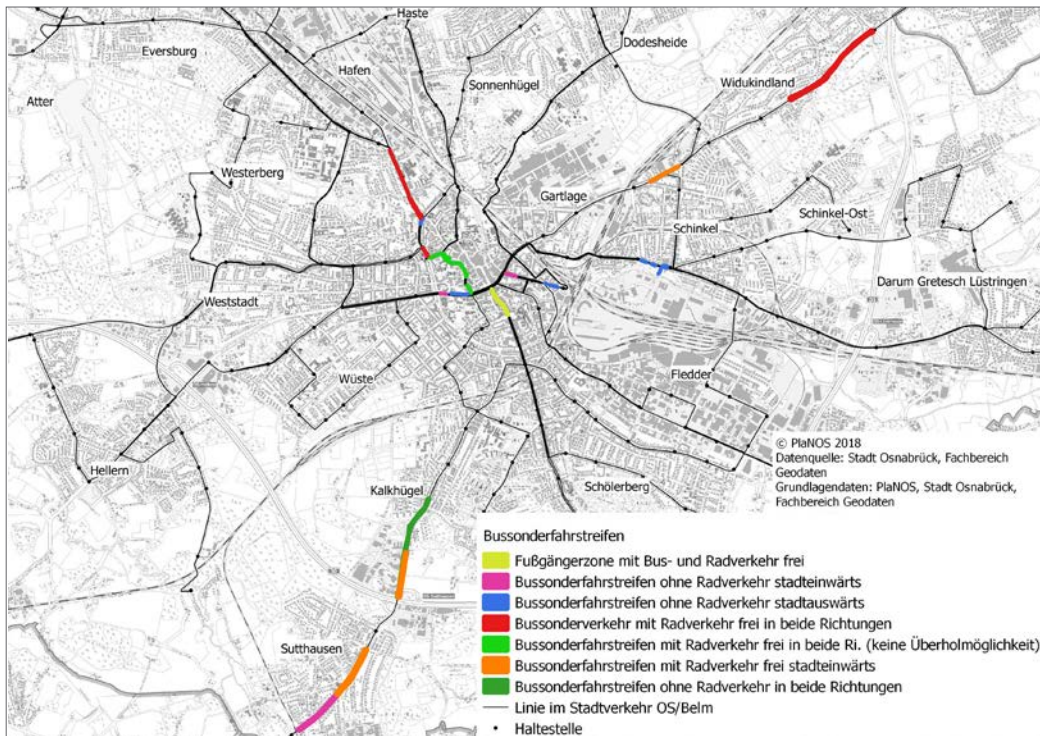 Haste
Dodesheide
Eversburg
Hafen
Sonnenhügel
Widukindland
Atter
Westerberg
Gartlage
Schinkel-Ost
Schinkel
Darum Gretesch Lüstringen
Weststadt
Wüste
Fledder
Hellern
Kalkhügel
Schölerberg
Sutthausen
© PlaNOS 2018
Datenquelle: Stadt Osnabrück, Fachbereich
Geodaten
Grundlagendaten: PlaNOS, Stadt Osnabrück,
Fachbereich Geodaten
Bussonderfahrstreifen
Fußgängerzone mit Bus- und Radverkehr frei
Bussonderfahrstreifen ohne Radverkehr stadteinwärts
Bussonderfahrstreifen ohne Radverkehr stadtauswärts
Bussonderverkehr mit Radverkehr frei in beide Richtungen
Bussonderfahrstreifen mit Radverkehr frei in beide Ri. (keine Überholmöglichkeit)
Bussonderfahrstreifen mit Radverkehr frei stadteinwärts
Bussonderfahrstreifen ohne Radverkehr in beide Richtungen
Linie im Stadtverkehr OS/Belm
Haltestelle